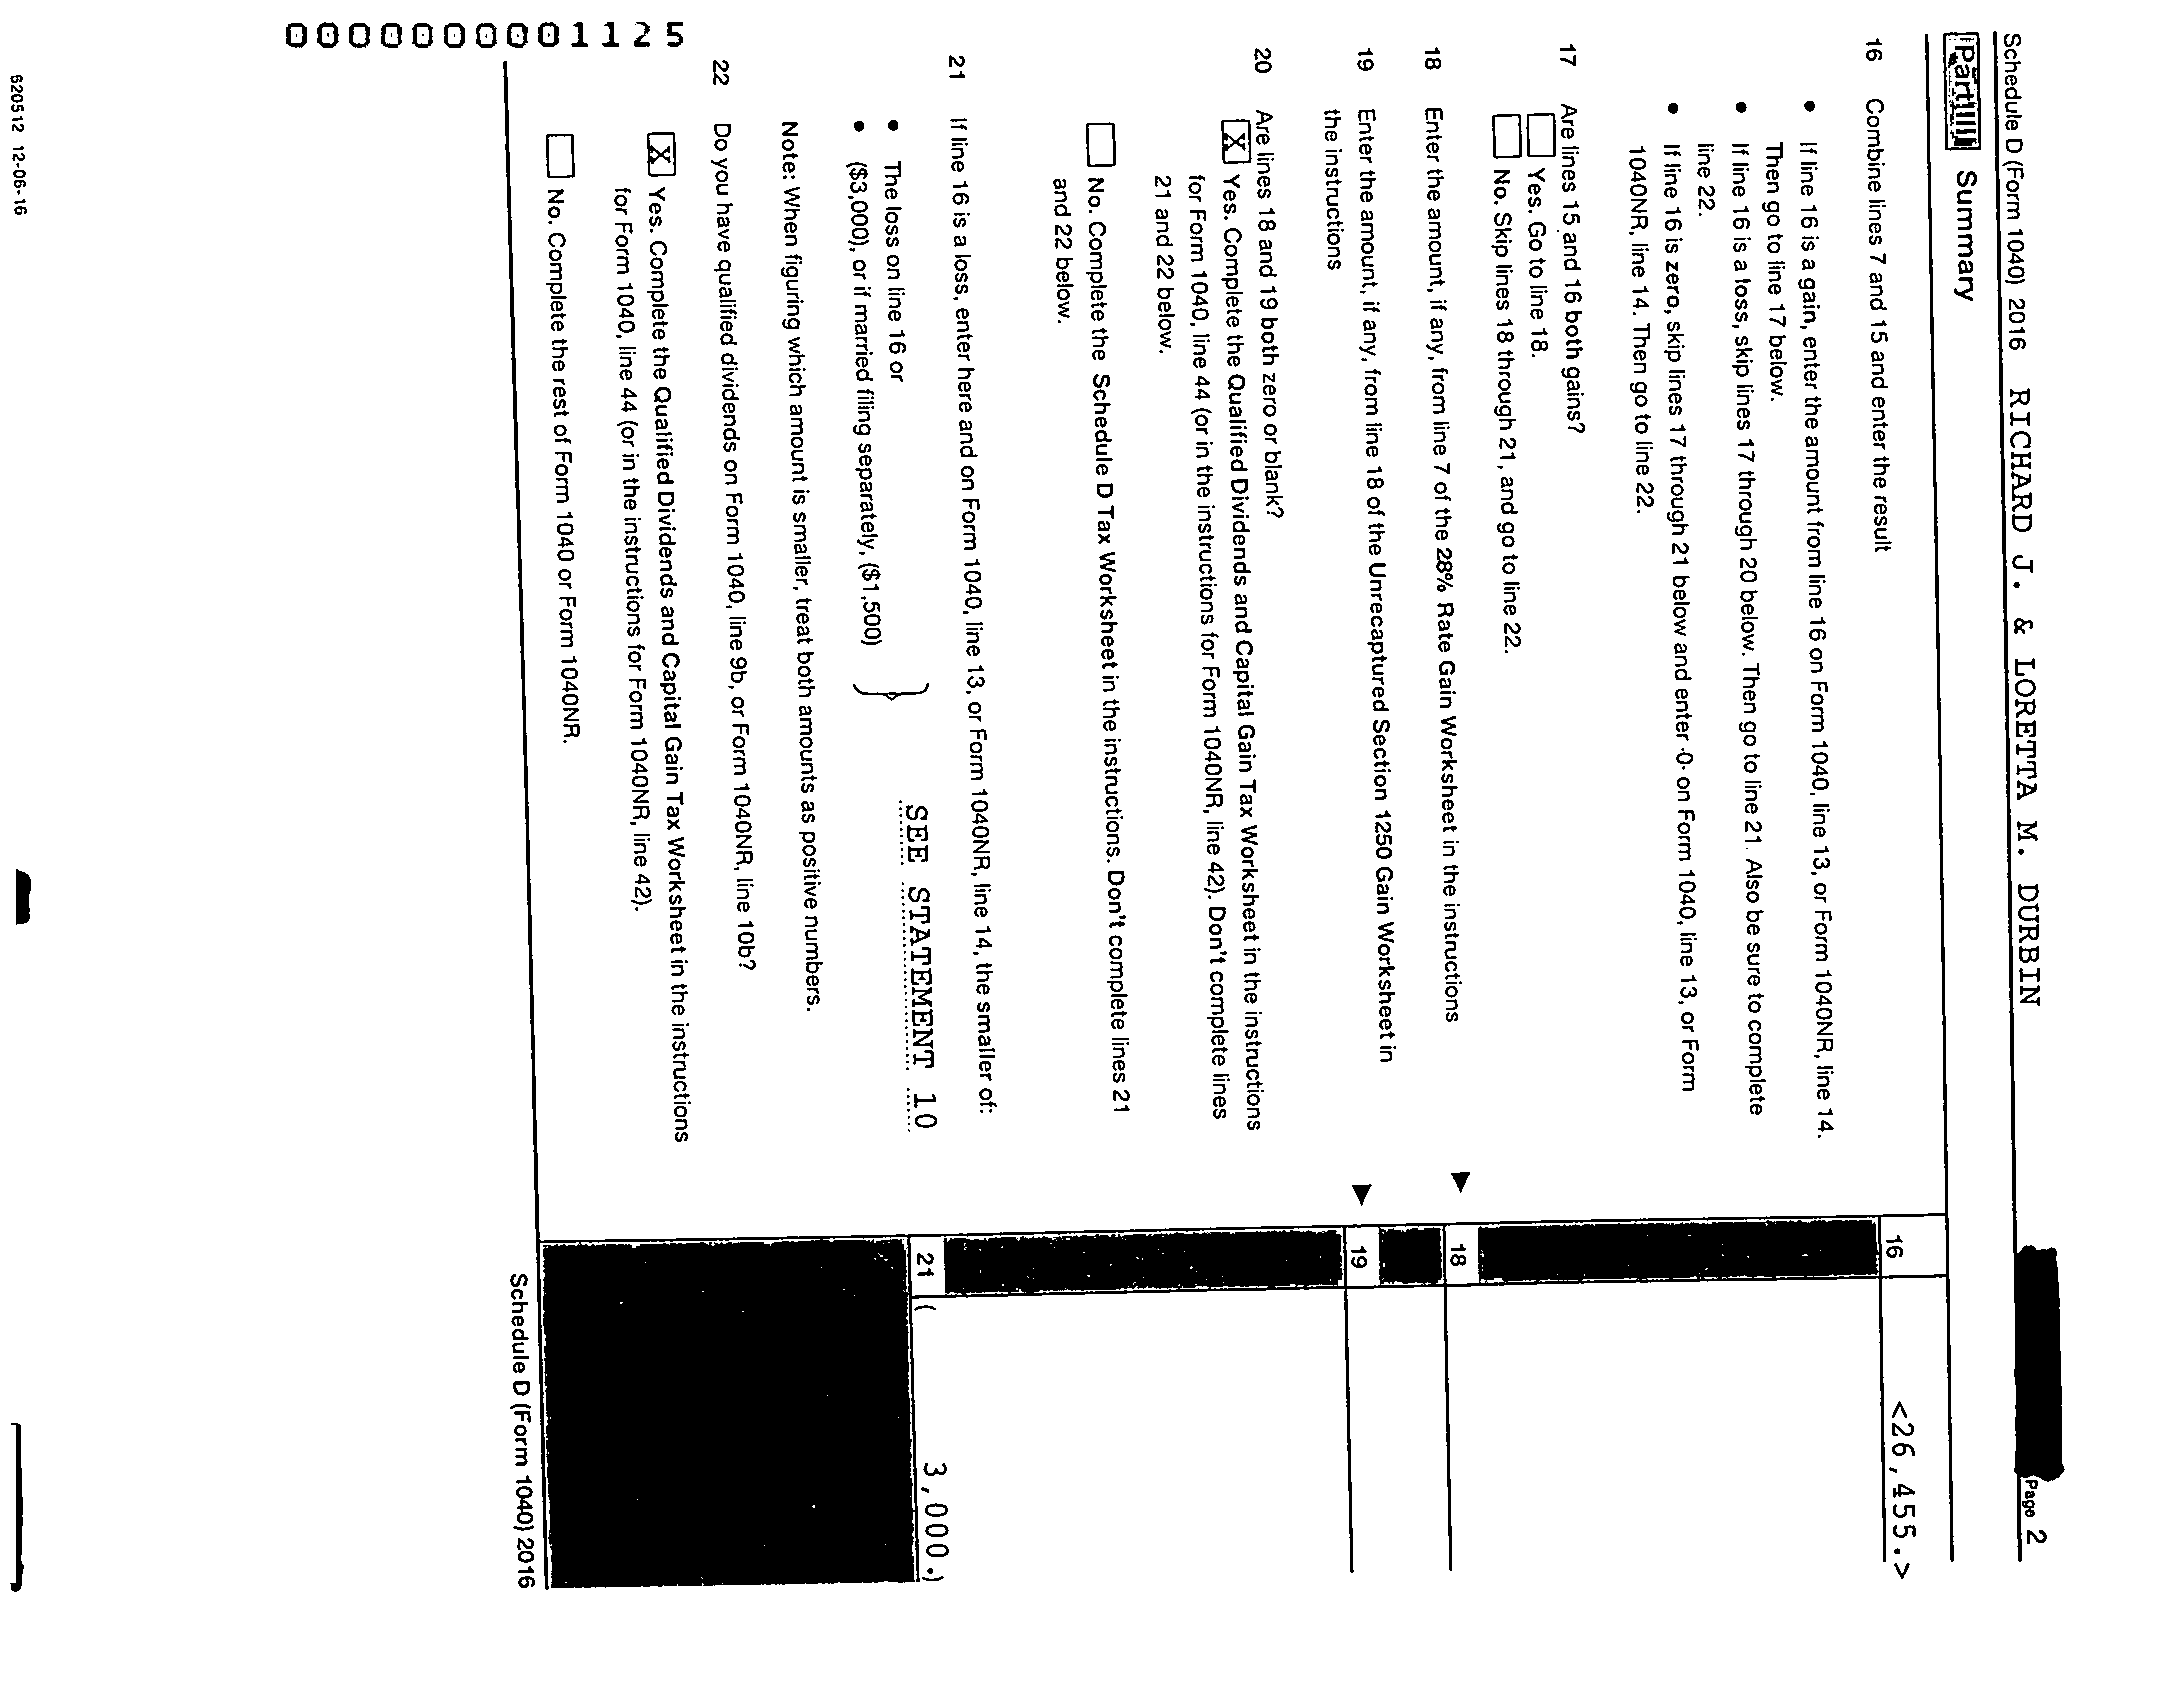 Schedule D (Form 1040) 2016 RICHARD J. & LORETTA M. DURBIN Page 2
Part III Summary
16 Combine lines 7 and 15 and enter the result 16 <26,455.>
• If line 16 is a gain, enter the amount from line 16 on Form 1040, line 13, or Form 1040NR, line 14.
Then go to line 17 below.
• If line 16 is a loss, skip lines 17 through 20 below. Then go to line 21. Also be sure to complete
line 22.
• If line 16 is zero, skip lines 17 through 21 below and enter -0- on Form 1040, line 13, or Form
1040NR, line 14. Then go to line 22.
17 Are lines 15 and 16 both gains?
Yes. Go to line 18.
No. Skip lines 18 through 21, and go to line 22.
18 Enter the amount, if any, from line 7 of the 28% Rate Gain Worksheet in the instructions ▶ 18
19 Enter the amount, if any, from line 18 of the Unrecaptured Section 1250 Gain Worksheet in
the instructions ▶ 19
20 Are lines 18 and 19 both zero or blank?
X Yes. Complete the Qualified Dividends and Capital Gain Tax Worksheet in the instructions
for Form 1040, line 44 (or in the instructions for Form 1040NR, line 42). Don't complete lines
21 and 22 below.
No. Complete the Schedule D Tax Worksheet in the instructions. Don't complete lines 21
and 22 below.
21 If line 16 is a loss, enter here and on Form 1040, line 13, or Form 1040NR, line 14, the smaller of:
• The loss on line 16 or
• ($3,000), or if married filing separately, ($1,500) } SEE STATEMENT 10 21 ( 3,000.)
Note: When figuring which amount is smaller, treat both amounts as positive numbers.
22 Do you have qualified dividends on Form 1040, line 9b, or Form 1040NR, line 10b?
X Yes. Complete the Qualified Dividends and Capital Gain Tax Worksheet in the instructions
for Form 1040, line 44 (or in the instructions for Form 1040NR, line 42).
No. Complete the rest of Form 1040 or Form 1040NR.
Schedule D (Form 1040) 2016
0000000001125
620512 12-06-16